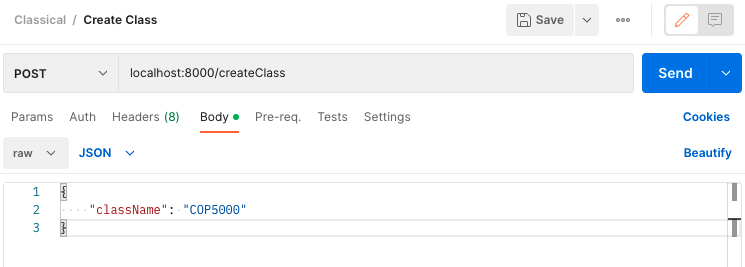 Classical / Create Class
Save
POST localhost:8000/createClass Send
Params Auth Headers (8) Body Pre-req. Tests Settings Cookies
raw JSON Beautify
1 {
2 "className": "COP5000"
3 }